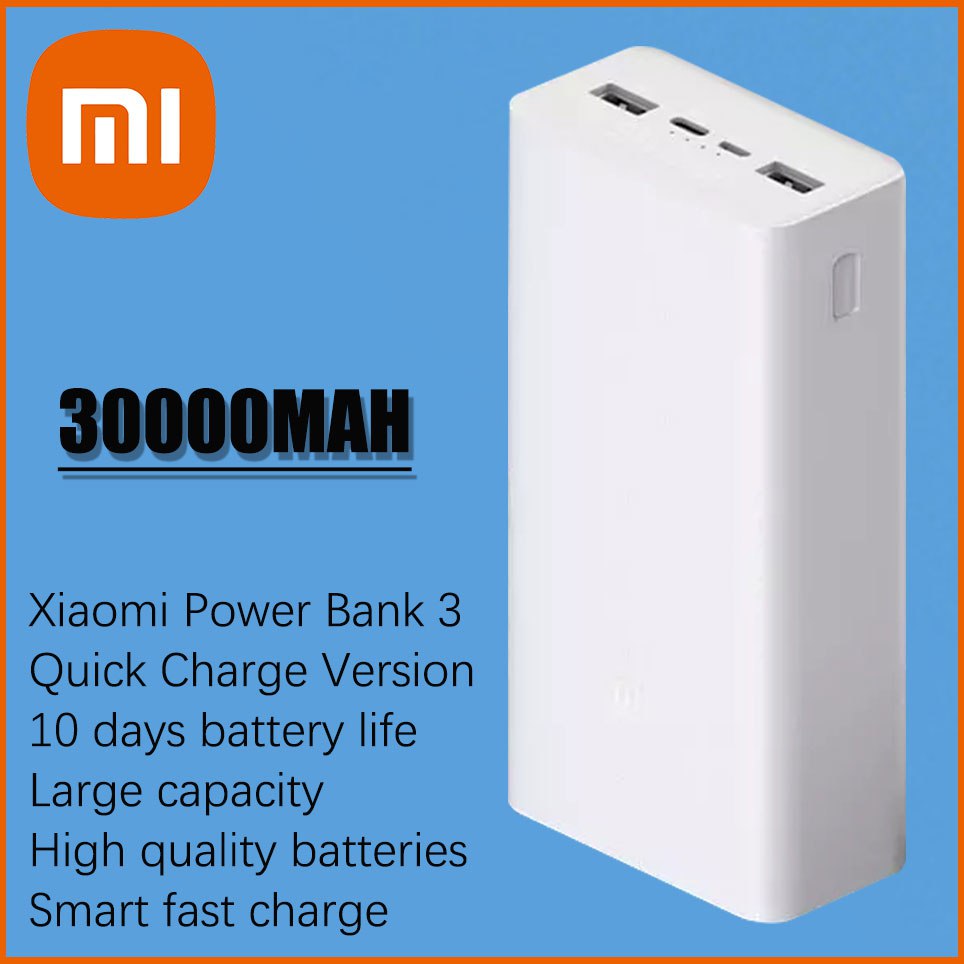 mi
30000MAH
Xiaomi Power Bank 3
Quick Charge Version
10 days battery life
Large capacity
High quality batteries
Smart fast charge